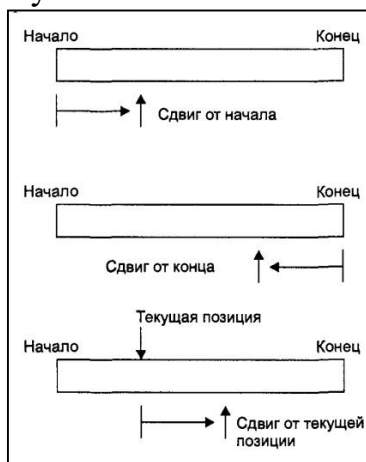 Начало Конец
Сдвиг от начала
Начало Конец
Сдвиг от конца
Текущая позиция
Начало Конец
Сдвиг от текущей
позиции